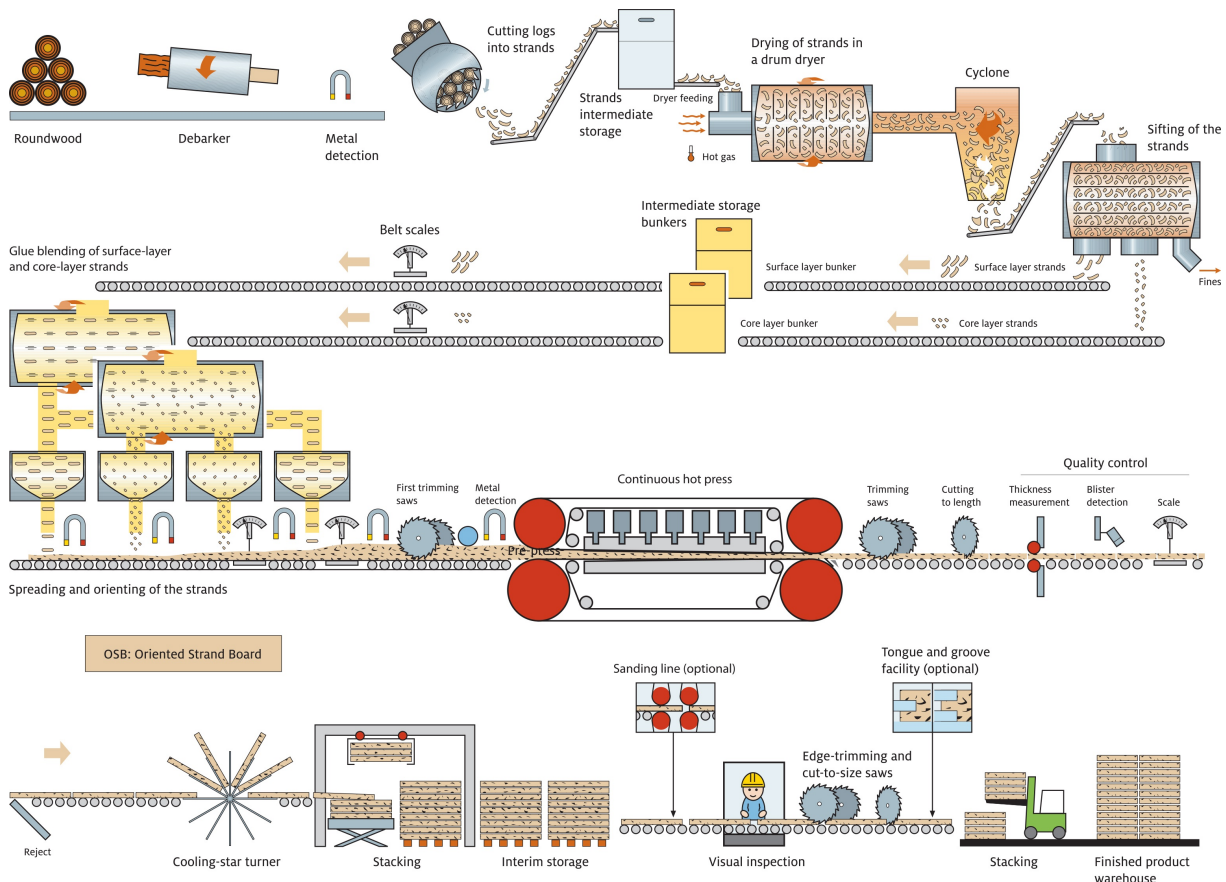 Roundwood
Debarker
Metal
detection
Cutting logs
into strands
Strands
intermediate
storage
Dryer feeding
Hot gas
Drying of strands in
a drum dryer
Cyclone
Sifting of the
strands
Fines
Glue blending of surface-layer
and core-layer strands
Belt scales
Intermediate storage
bunkers
Surface layer bunker
Surface layer strands
Core layer bunker
Core layer strands
First trimming
saws
Metal
detection
Continuous hot press
Pre-press
Trimming
saws
Cutting
to length
Quality control
Thickness
measurement
Blister
detection
Scale
Spreading and orienting of the strands
OSB: Oriented Strand Board
Sanding line (optional)
Tongue and groove
facility (optional)
Edge-trimming and
cut-to-size saws
Reject
Cooling-star turner
Stacking
Interim storage
Visual inspection
Stacking
Finished product
warehouse